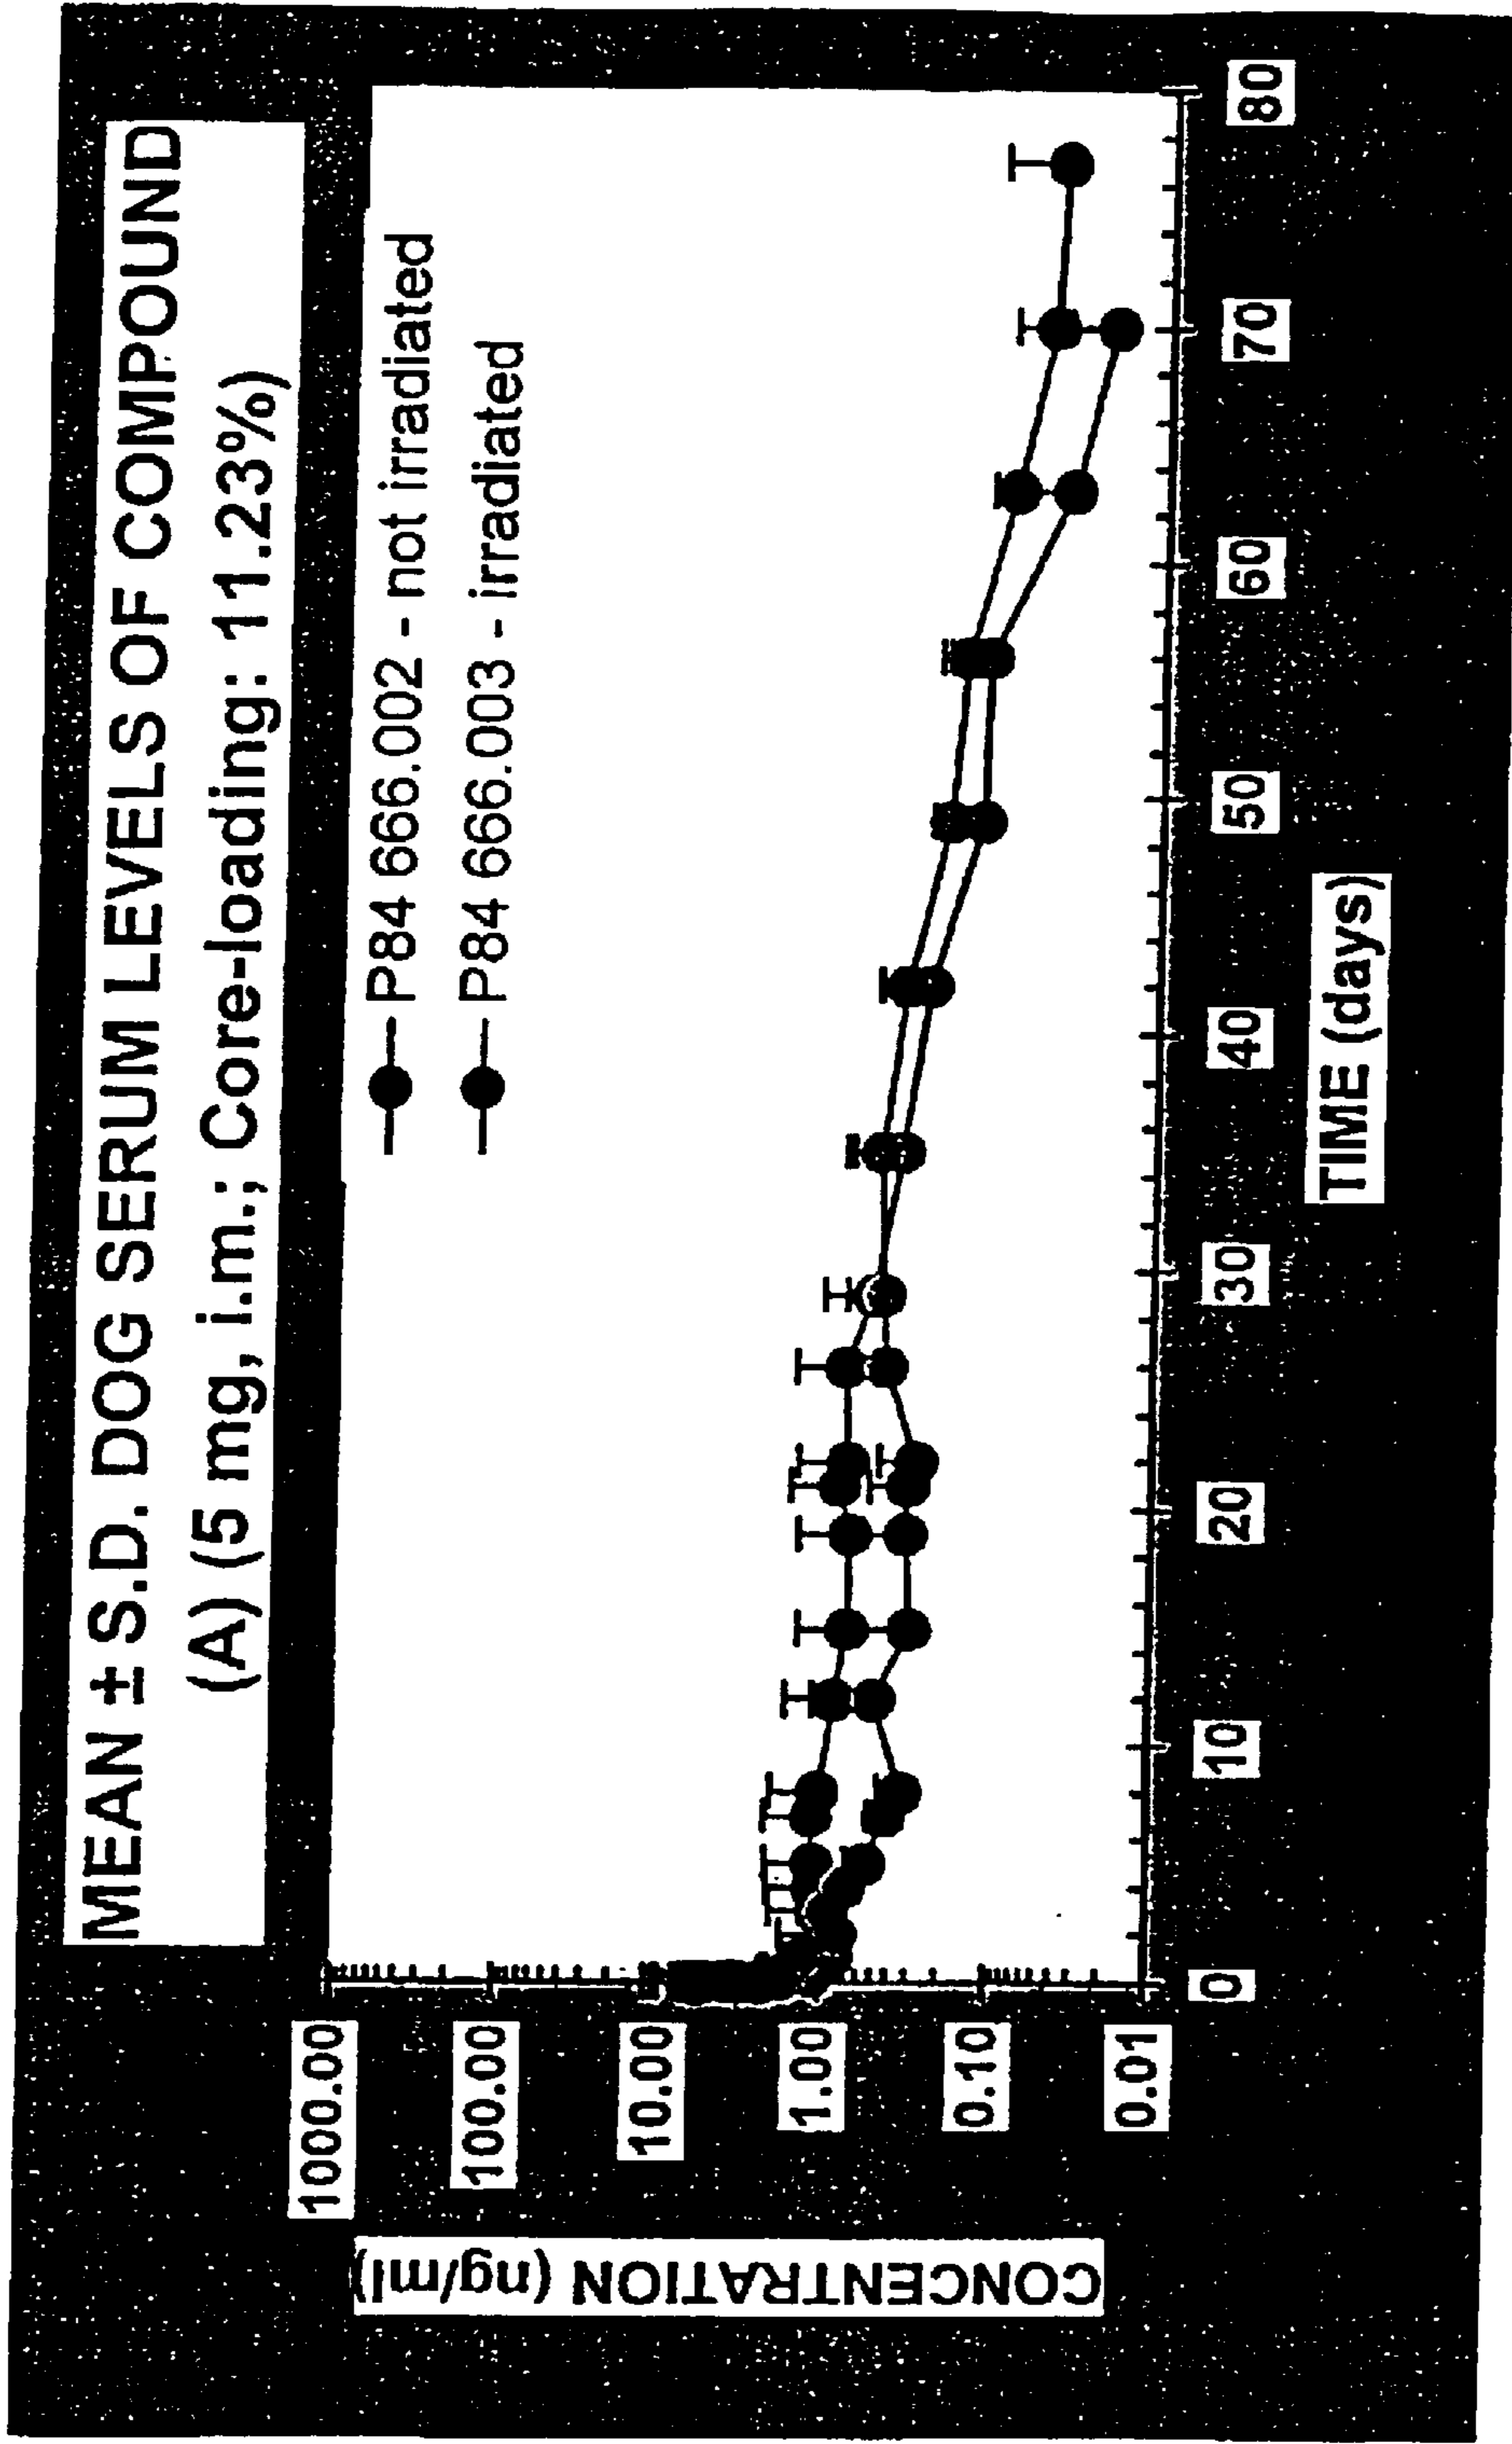 MEAN ± S.D. DOG SERUM LEVELS OF COMPOUND
(A) (5 mg, i.m.; Core-loading: 11.23%)
P84 666.002 - not irradiated
P84 666.003 - irradiated
CONCENTRATION (ng/ml)
1000.00
100.00
10.00
1.00
0.10
0.01
0
10
20
30
40
50
60
70
80
TIME (days)